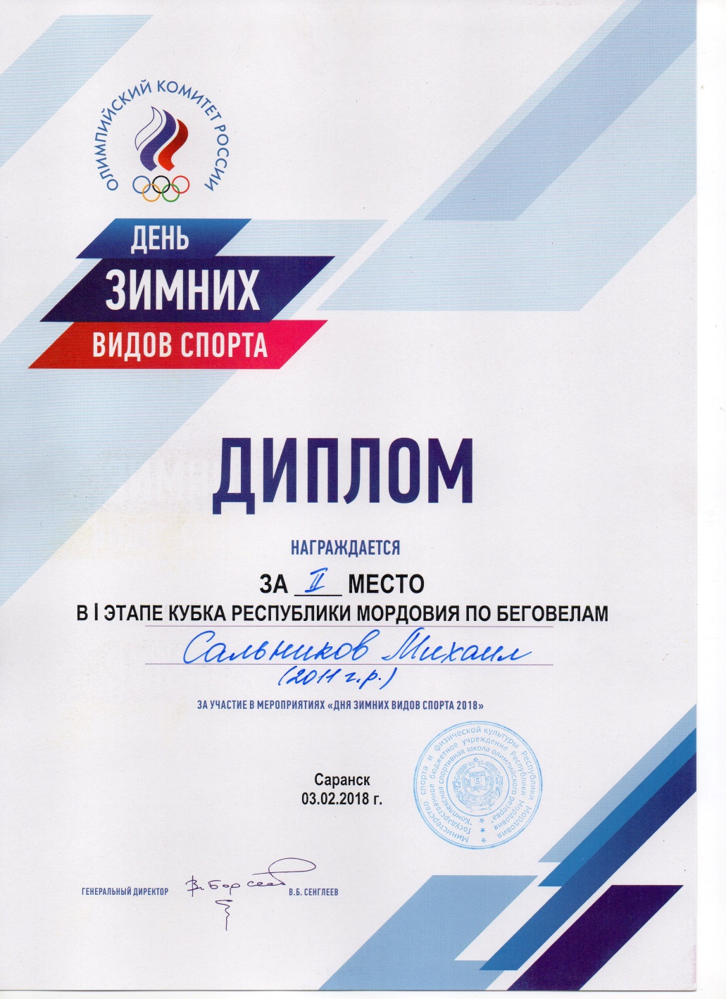 ОЛИМПИЙСКИЙ КОМИТЕТ РОССИИ
ДЕНЬ
ЗИМНИХ
ВИДОВ СПОРТА
ДИПЛОМ
НАГРАЖДАЕТСЯ
ЗА II МЕСТО
В I ЭТАПЕ КУБКА РЕСПУБЛИКИ МОРДОВИЯ ПО БЕГОВЕЛАМ
Сальников Михаил
(2011 г.р.)
ЗА УЧАСТИЕ В МЕРОПРИЯТИЯХ «ДНЯ ЗИМНИХ ВИДОВ СПОРТА 2018»
Министерство спорта и физической культуры Республики Мордовия
Государственное бюджетное учреждение Республики Мордовия
"Комплексная спортивная школа олимпийского резерва"
Саранск
03.02.2018 г.
ГЕНЕРАЛЬНЫЙ ДИРЕКТОР
В.Б. СЕНГЛЕЕВ